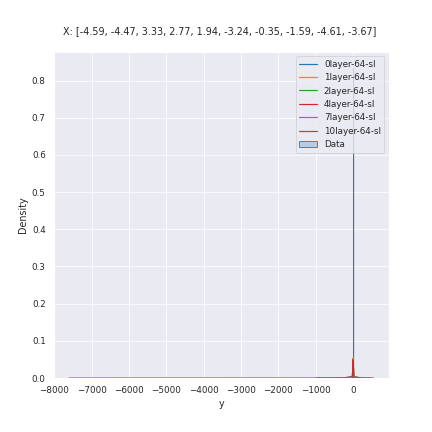 X: [-4.59, -4.47, 3.33, 2.77, 1.94, -3.24, -0.35, -1.59, -4.61, -3.67]
0layer-64-sl
1layer-64-sl
2layer-64-sl
4layer-64-sl
7layer-64-sl
10layer-64-sl
Data
0.8
0.7
0.6
0.5
0.4
0.3
0.2
0.1
0.0
Density
−8000 −7000 −6000 −5000 −4000 −3000 −2000 −1000 0
y